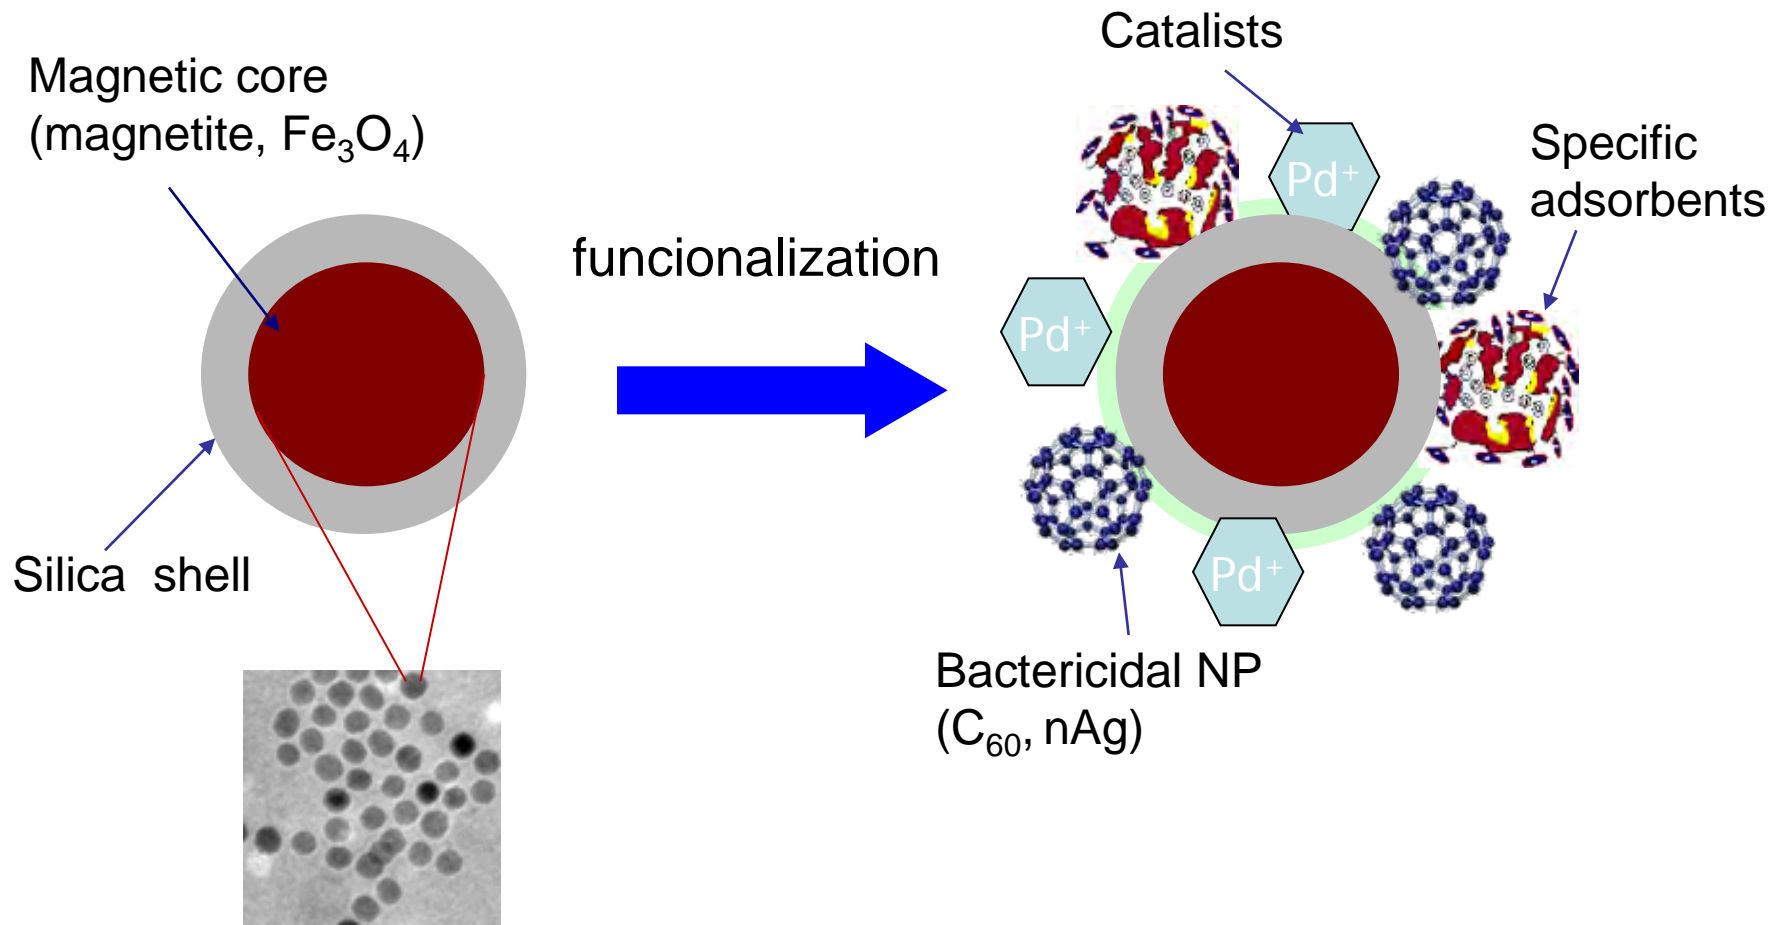 Magnetic core
(magnetite, Fe₃O₄)
Silica shell
funcionalization
Catalists
Specific
adsorbents
Pd⁺
Pd⁺
Pd⁺
Bactericidal NP
(C₆₀, nAg)